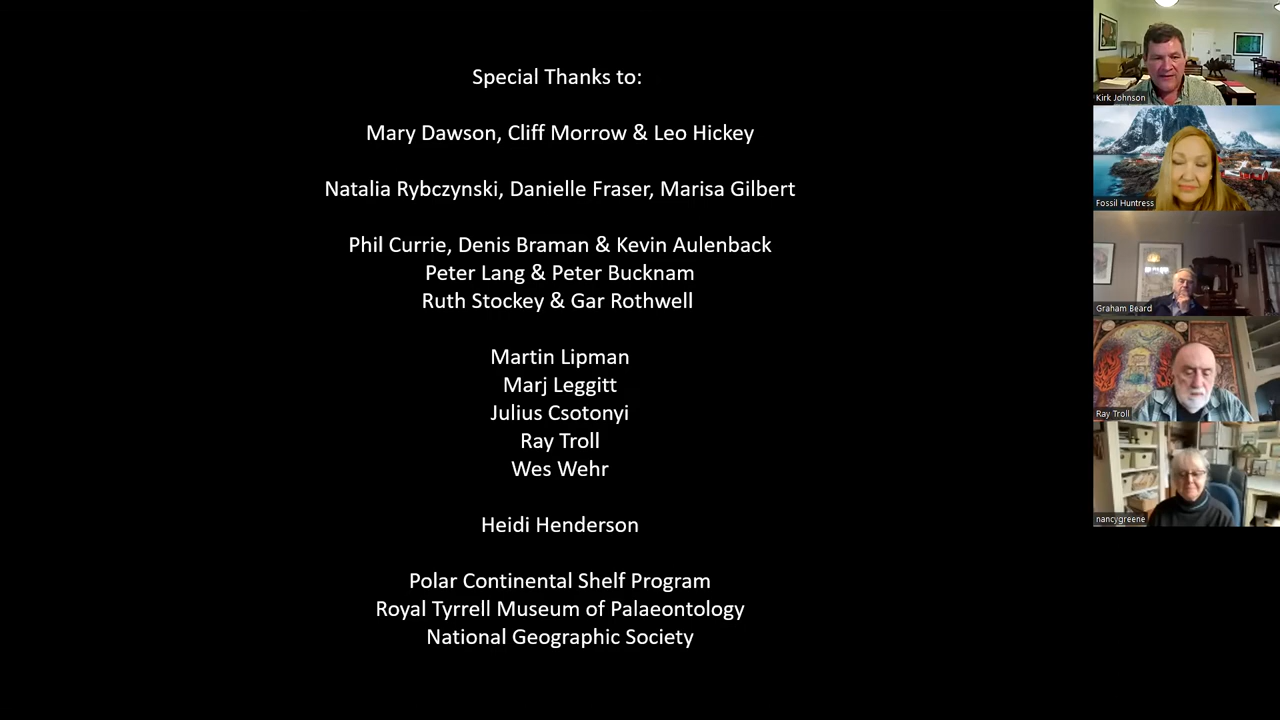 Special Thanks to:
Mary Dawson, Cliff Morrow & Leo Hickey
Natalia Rybczynski, Danielle Fraser, Marisa Gilbert
Phil Currie, Denis Braman & Kevin Aulenback
Peter Lang & Peter Bucknam
Ruth Stockey & Gar Rothwell
Martin Lipman
Marj Leggitt
Julius Csotonyi
Ray Troll
Wes Wehr
Heidi Henderson
Polar Continental Shelf Program
Royal Tyrrell Museum of Palaeontology
National Geographic Society
Kirk Johnson
Fossil Huntress
Graham Beard
Ray Troll
nancygreene